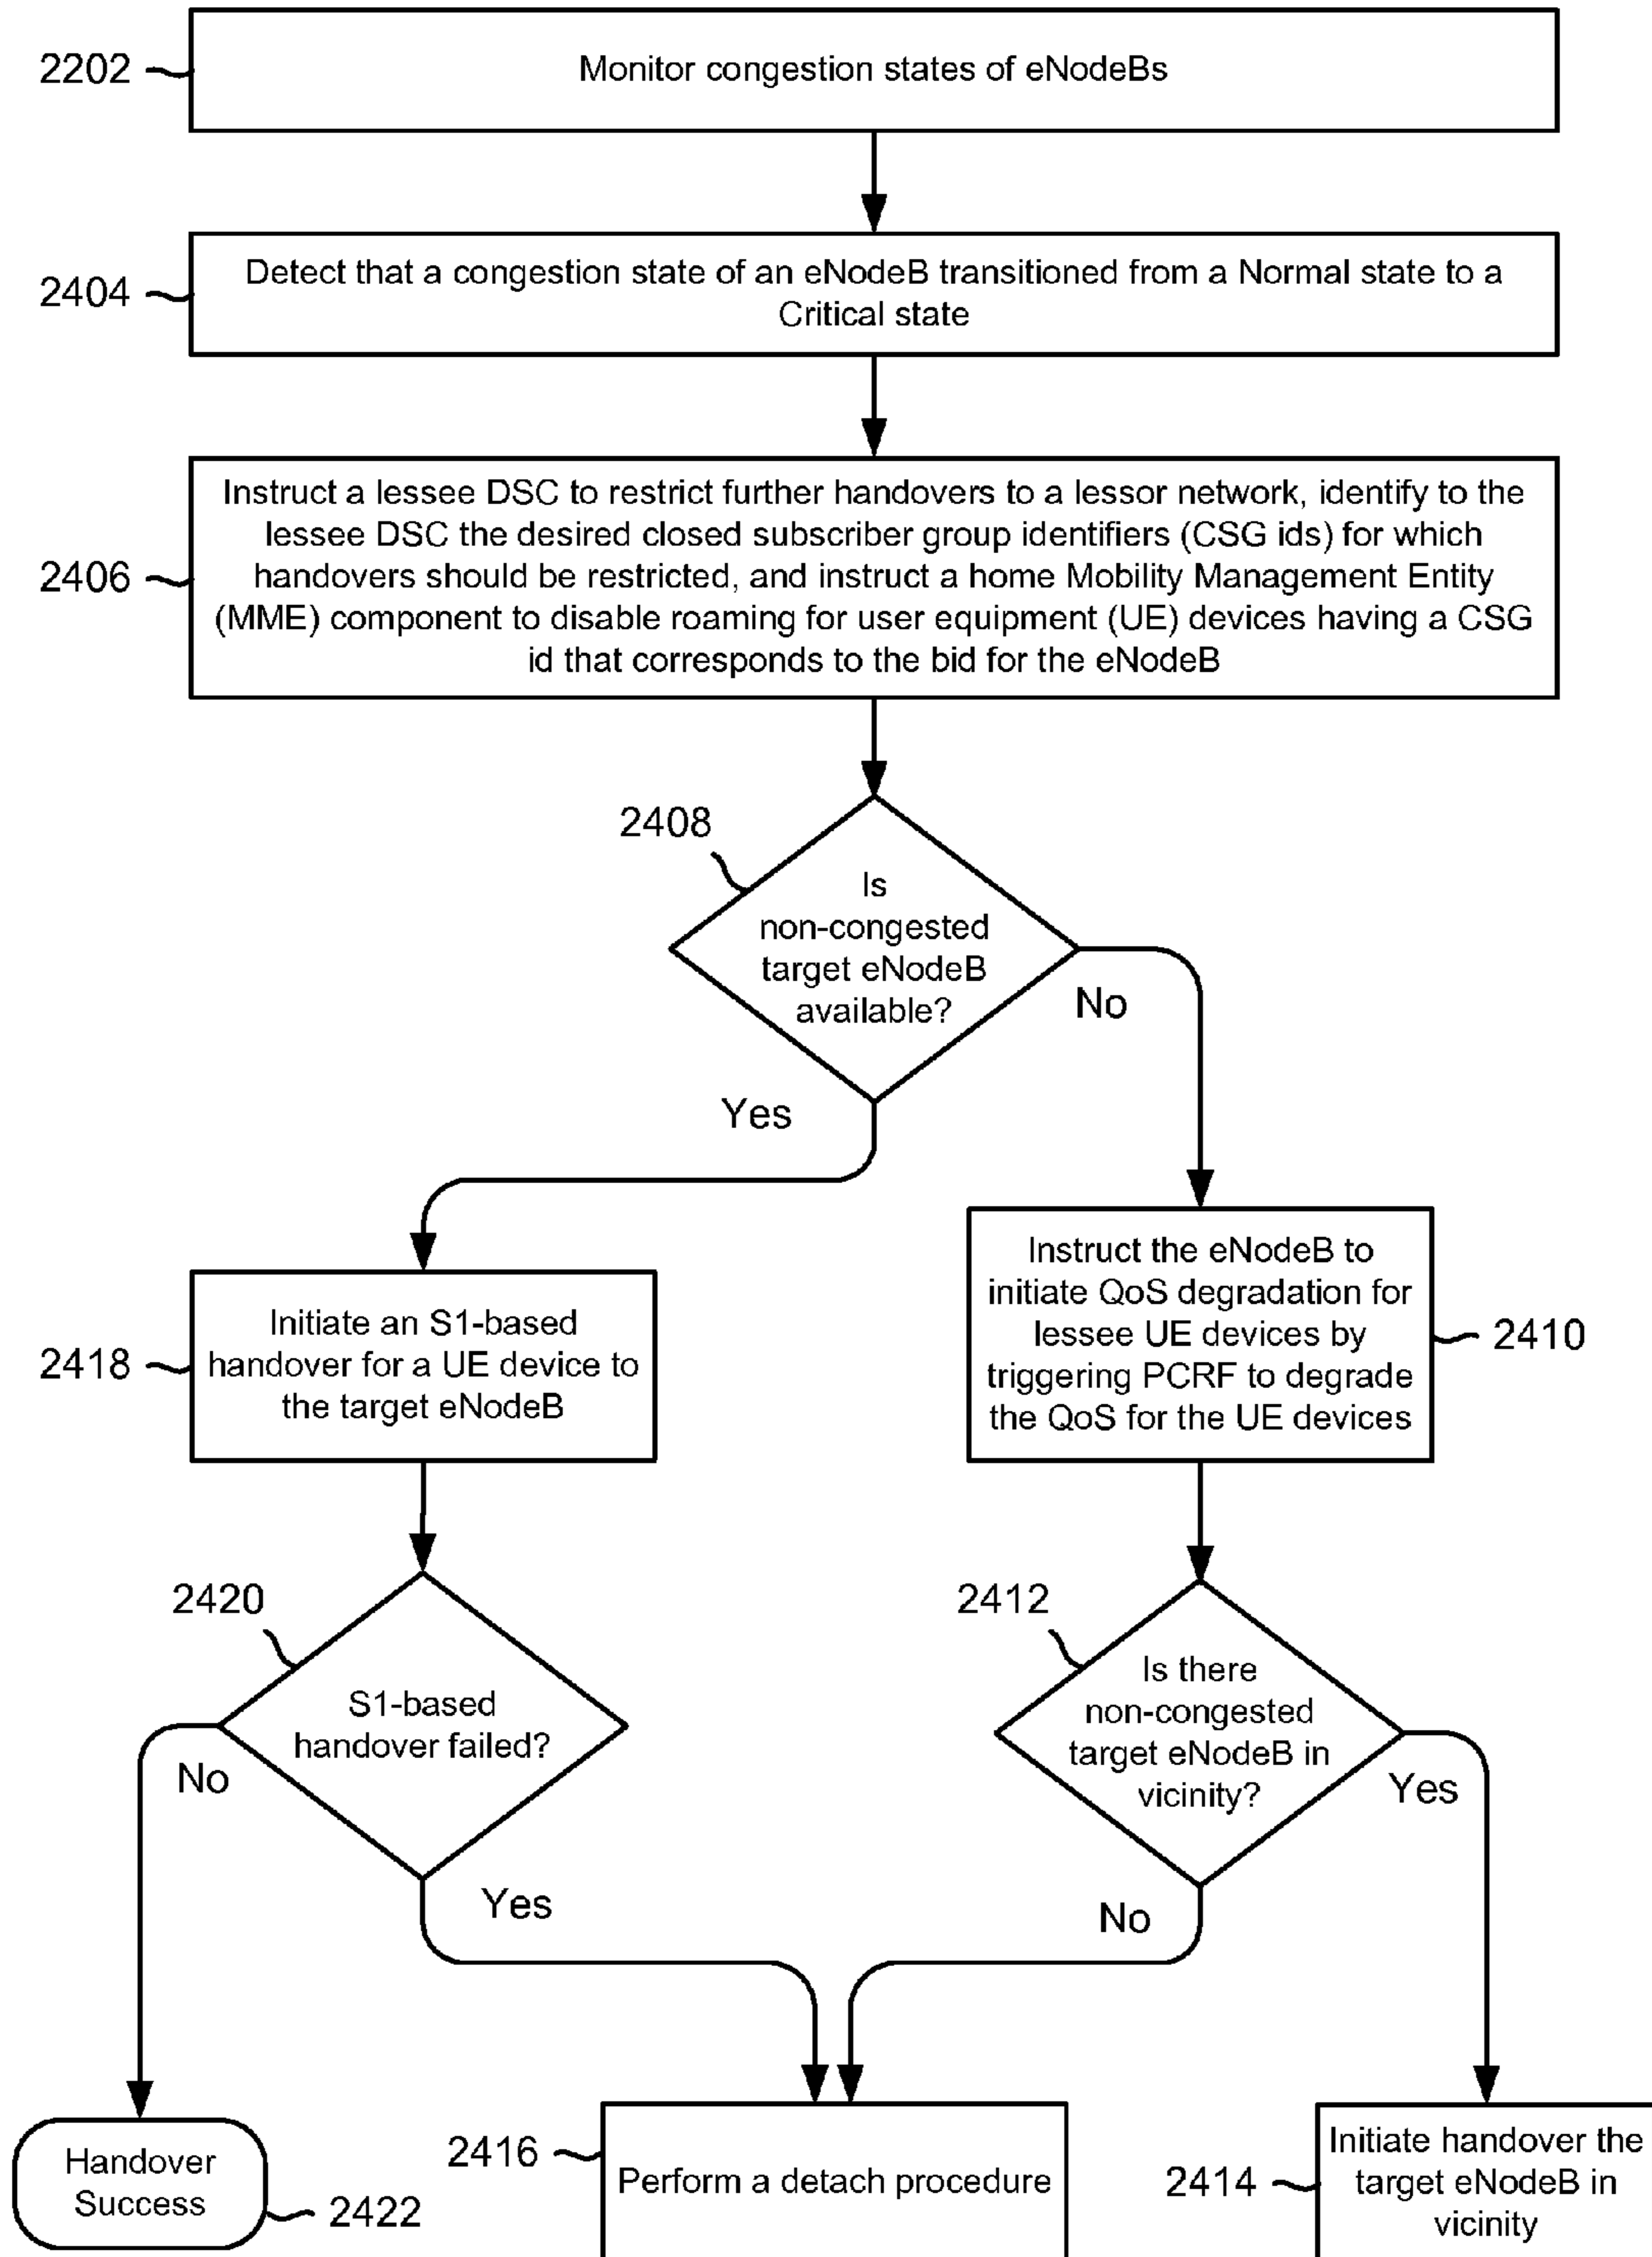 2202
Monitor congestion states of eNodeBs
2404
Detect that a congestion state of an eNodeB transitioned from a Normal state to a
Critical state
2406
Instruct a lessee DSC to restrict further handovers to a lessor network, identify to the
lessee DSC the desired closed subscriber group identifiers (CSG ids) for which
handovers should be restricted, and instruct a home Mobility Management Entity
(MME) component to disable roaming for user equipment (UE) devices having a CSG
id that corresponds to the bid for the eNodeB
2408
Is
non-congested
target eNodeB
available?
No
Yes
2418
Initiate an S1-based
handover for a UE device to
the target eNodeB
Instruct the eNodeB to
initiate QoS degradation for
lessee UE devices by
triggering PCRF to degrade
the QoS for the UE devices
2410
2420
S1-based
handover failed?
No
Yes
2412
Is there
non-congested
target eNodeB in
vicinity?
Yes
No
Handover
Success
2422
2416
Perform a detach procedure
2414
Initiate handover the
target eNodeB in
vicinity